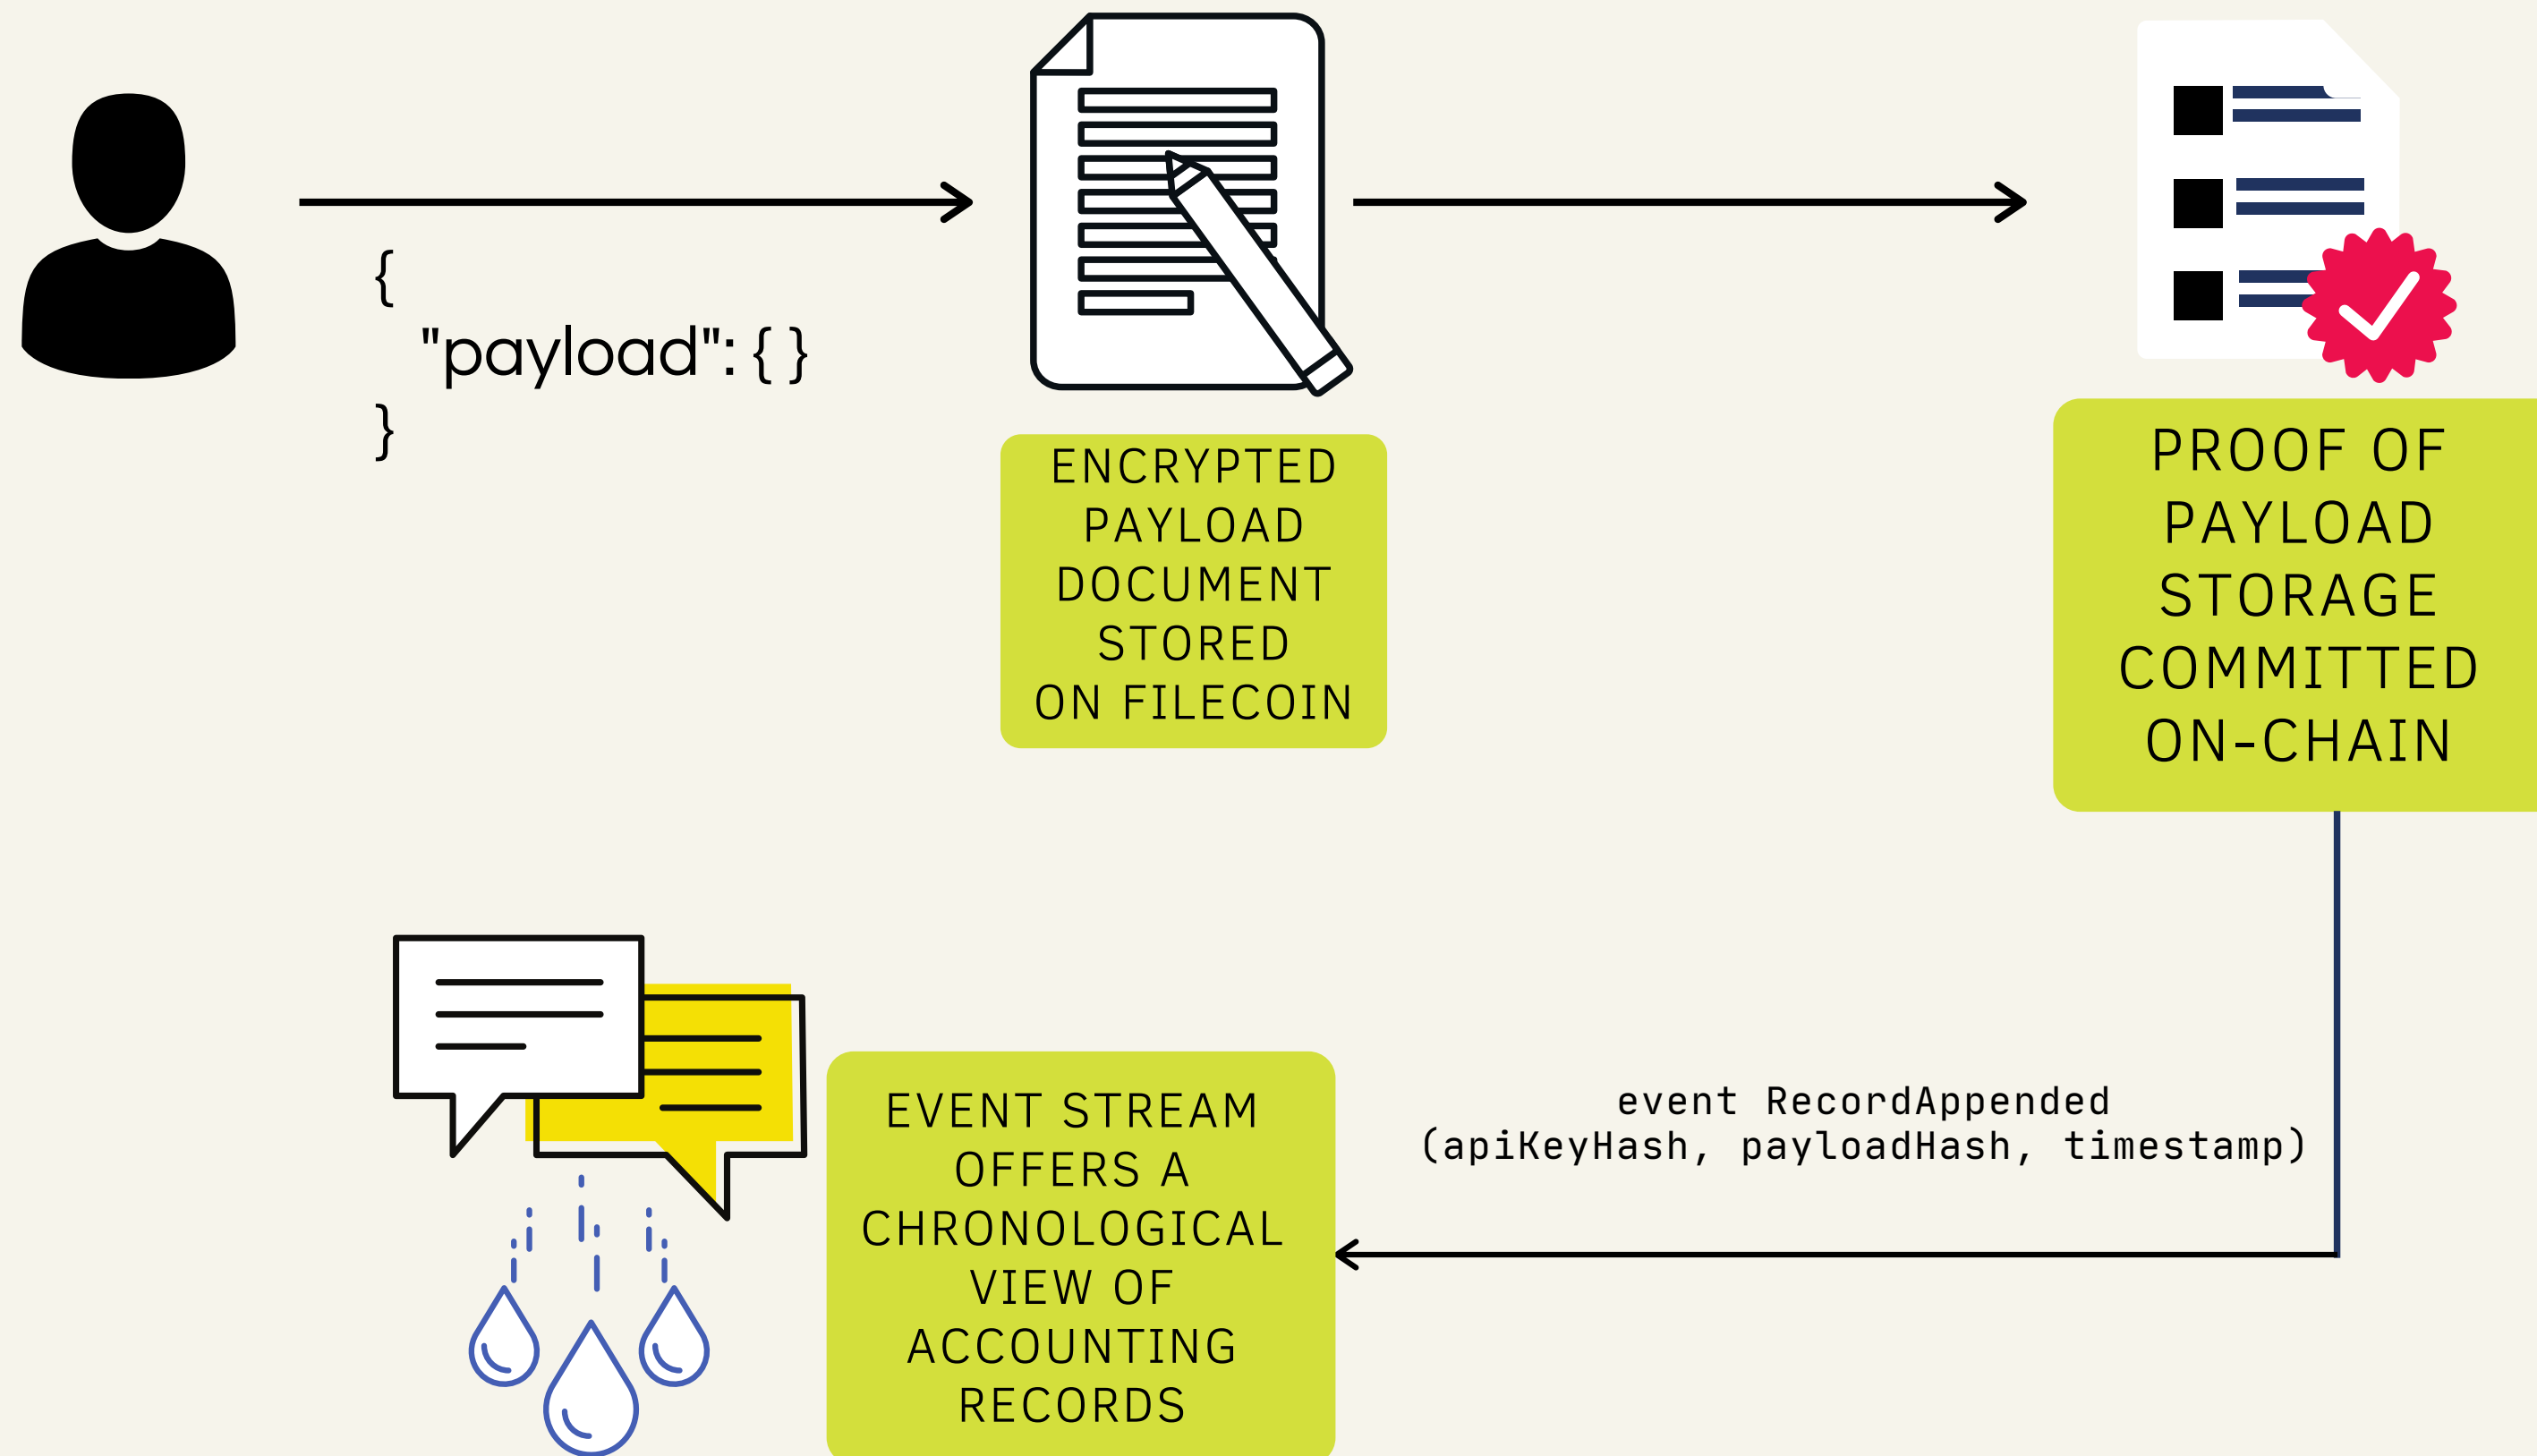 {
"payload": { }
}
ENCRYPTED
PAYLOAD
DOCUMENT
STORED
ON FILECOIN
PROOF OF
PAYLOAD
STORAGE
COMMITTED
ON-CHAIN
event RecordAppended
(apiKeyHash, payloadHash, timestamp)
EVENT STREAM
OFFERS A
CHRONOLOGICAL
VIEW OF
ACCOUNTING
RECORDS